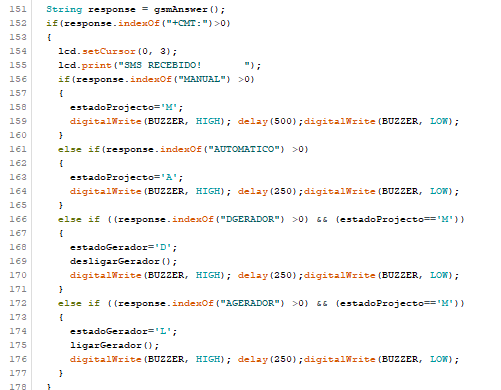 151 String response = gsmAnswer();
152 if(response.indexOf("+CMT:")>0)
153 {
154 lcd.setCursor(0, 3);
155 lcd.print("SMS RECEBIDO!       ");
156 if(response.indexOf("MANUAL") >0)
157 {
158 estadoProjecto='M';
159 digitalWrite(BUZZER, HIGH); delay(500);digitalWrite(BUZZER, LOW);
160 }
161 else if(response.indexOf("AUTOMATICO") >0)
162 {
163 estadoProjecto='A';
164 digitalWrite(BUZZER, HIGH); delay(250);digitalWrite(BUZZER, LOW);
165 }
166 else if ((response.indexOf("DGERADOR") >0) && (estadoProjecto=='M'))
167 {
168 estadoGerador='D';
169 desligarGerador();
170 digitalWrite(BUZZER, HIGH); delay(250);digitalWrite(BUZZER, LOW);
171 }
172 else if ((response.indexOf("AGERADOR") >0) && (estadoProjecto=='M'))
173 {
174 estadoGerador='L';
175 ligarGerador();
176 digitalWrite(BUZZER, HIGH); delay(250);digitalWrite(BUZZER, LOW);
177 }
178 }